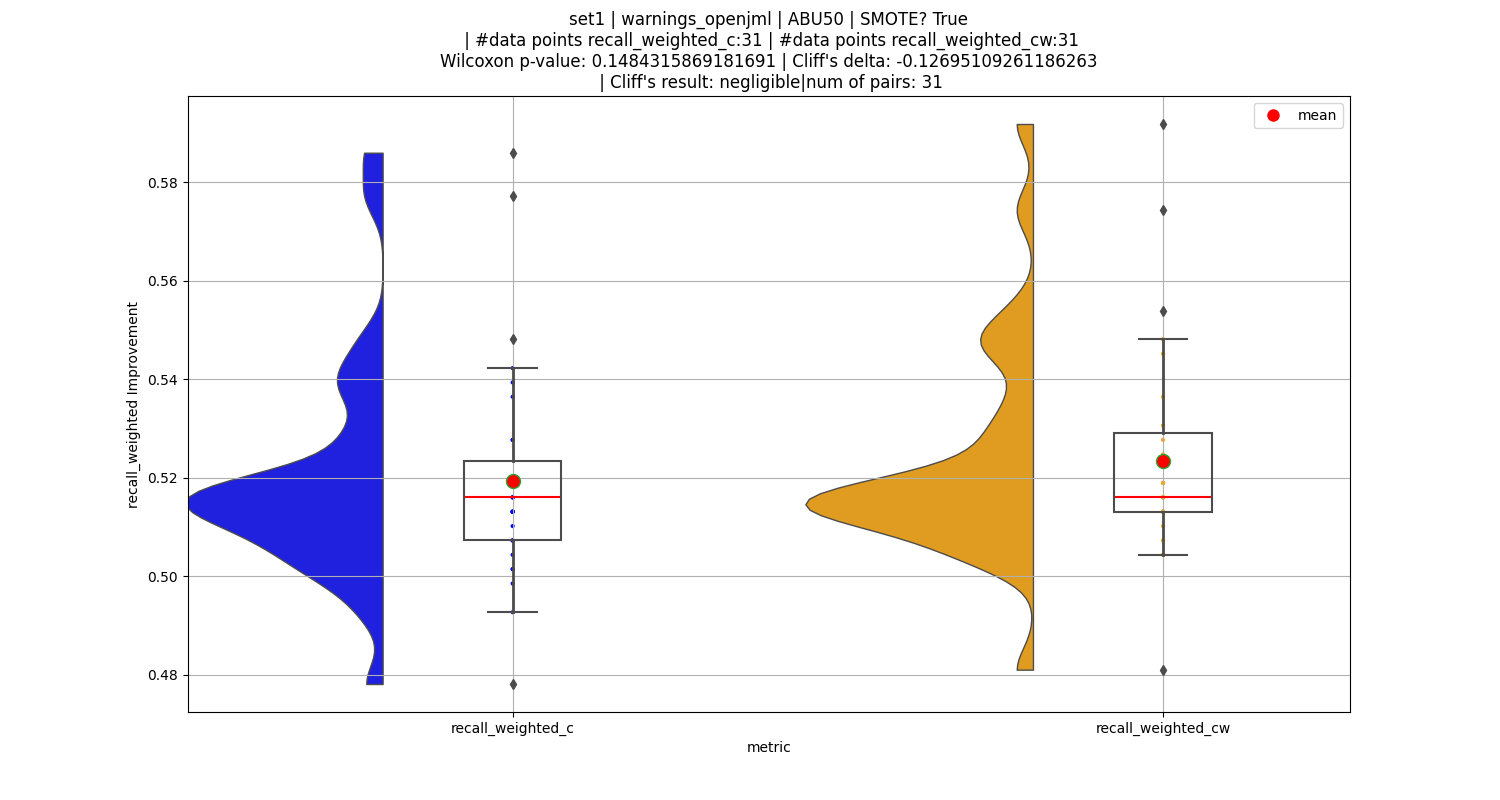 set1 | warnings_openjml | ABU50 | SMOTE? True
| #data points recall_weighted_c:31 | #data points recall_weighted_cw:31
Wilcoxon p-value: 0.1484315869181691 | Cliff's delta: -0.12695109261186263
| Cliff's result: negligible|num of pairs: 31
mean
0.58
0.56
0.54
0.52
0.50
0.48
recall_weighted Improvement
recall_weighted_c
recall_weighted_cw
metric